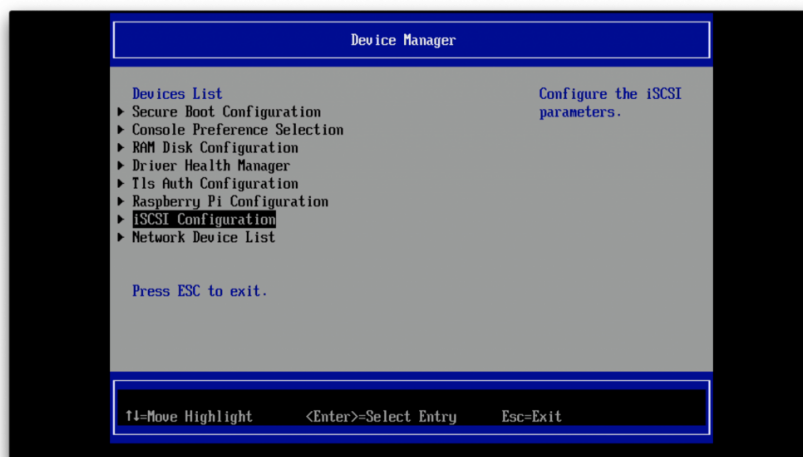 Device Manager
Devices List
Secure Boot Configuration
Console Preference Selection
RAM Disk Configuration
Driver Health Manager
Tls Auth Configuration
Raspberry Pi Configuration
iSCSI Configuration
Network Device List
Press ESC to exit.
Configure the iSCSI
parameters.
↑↓=Move Highlight <Enter>=Select Entry Esc=Exit